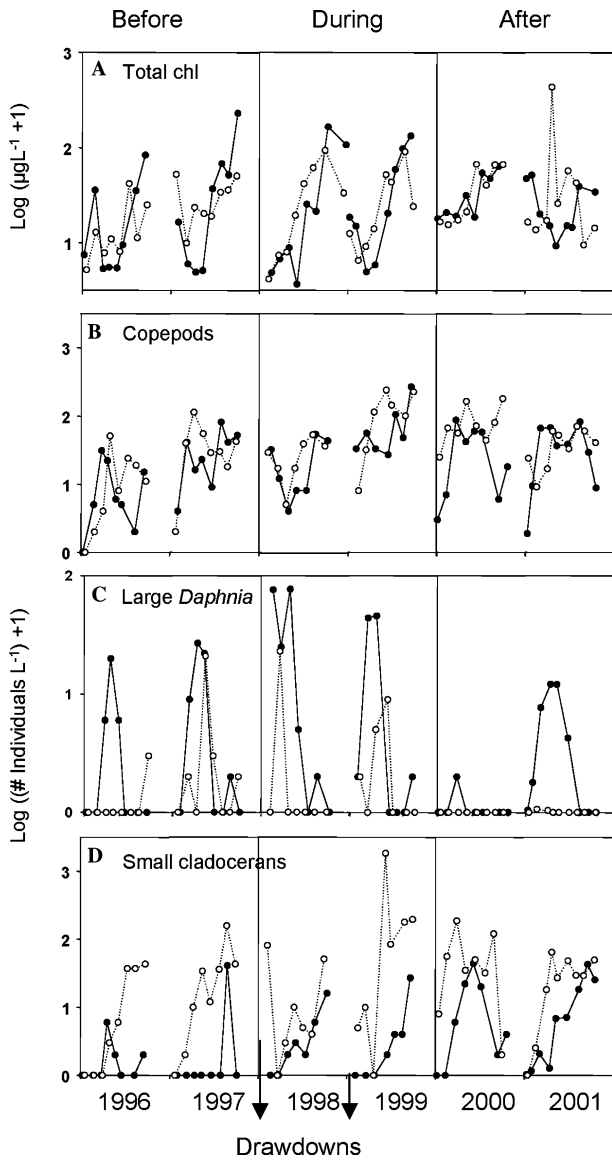 Before During After
A Total chl
3
2
1
Log (µgL-1 +1)
B Copepods
3
2
1
0
C Large Daphnia
2
1
0
Log ((# Individuals L-1) +1)
D Small cladocerans
3
2
1
0
1996 1997 1998 1999 2000 2001
Drawdowns